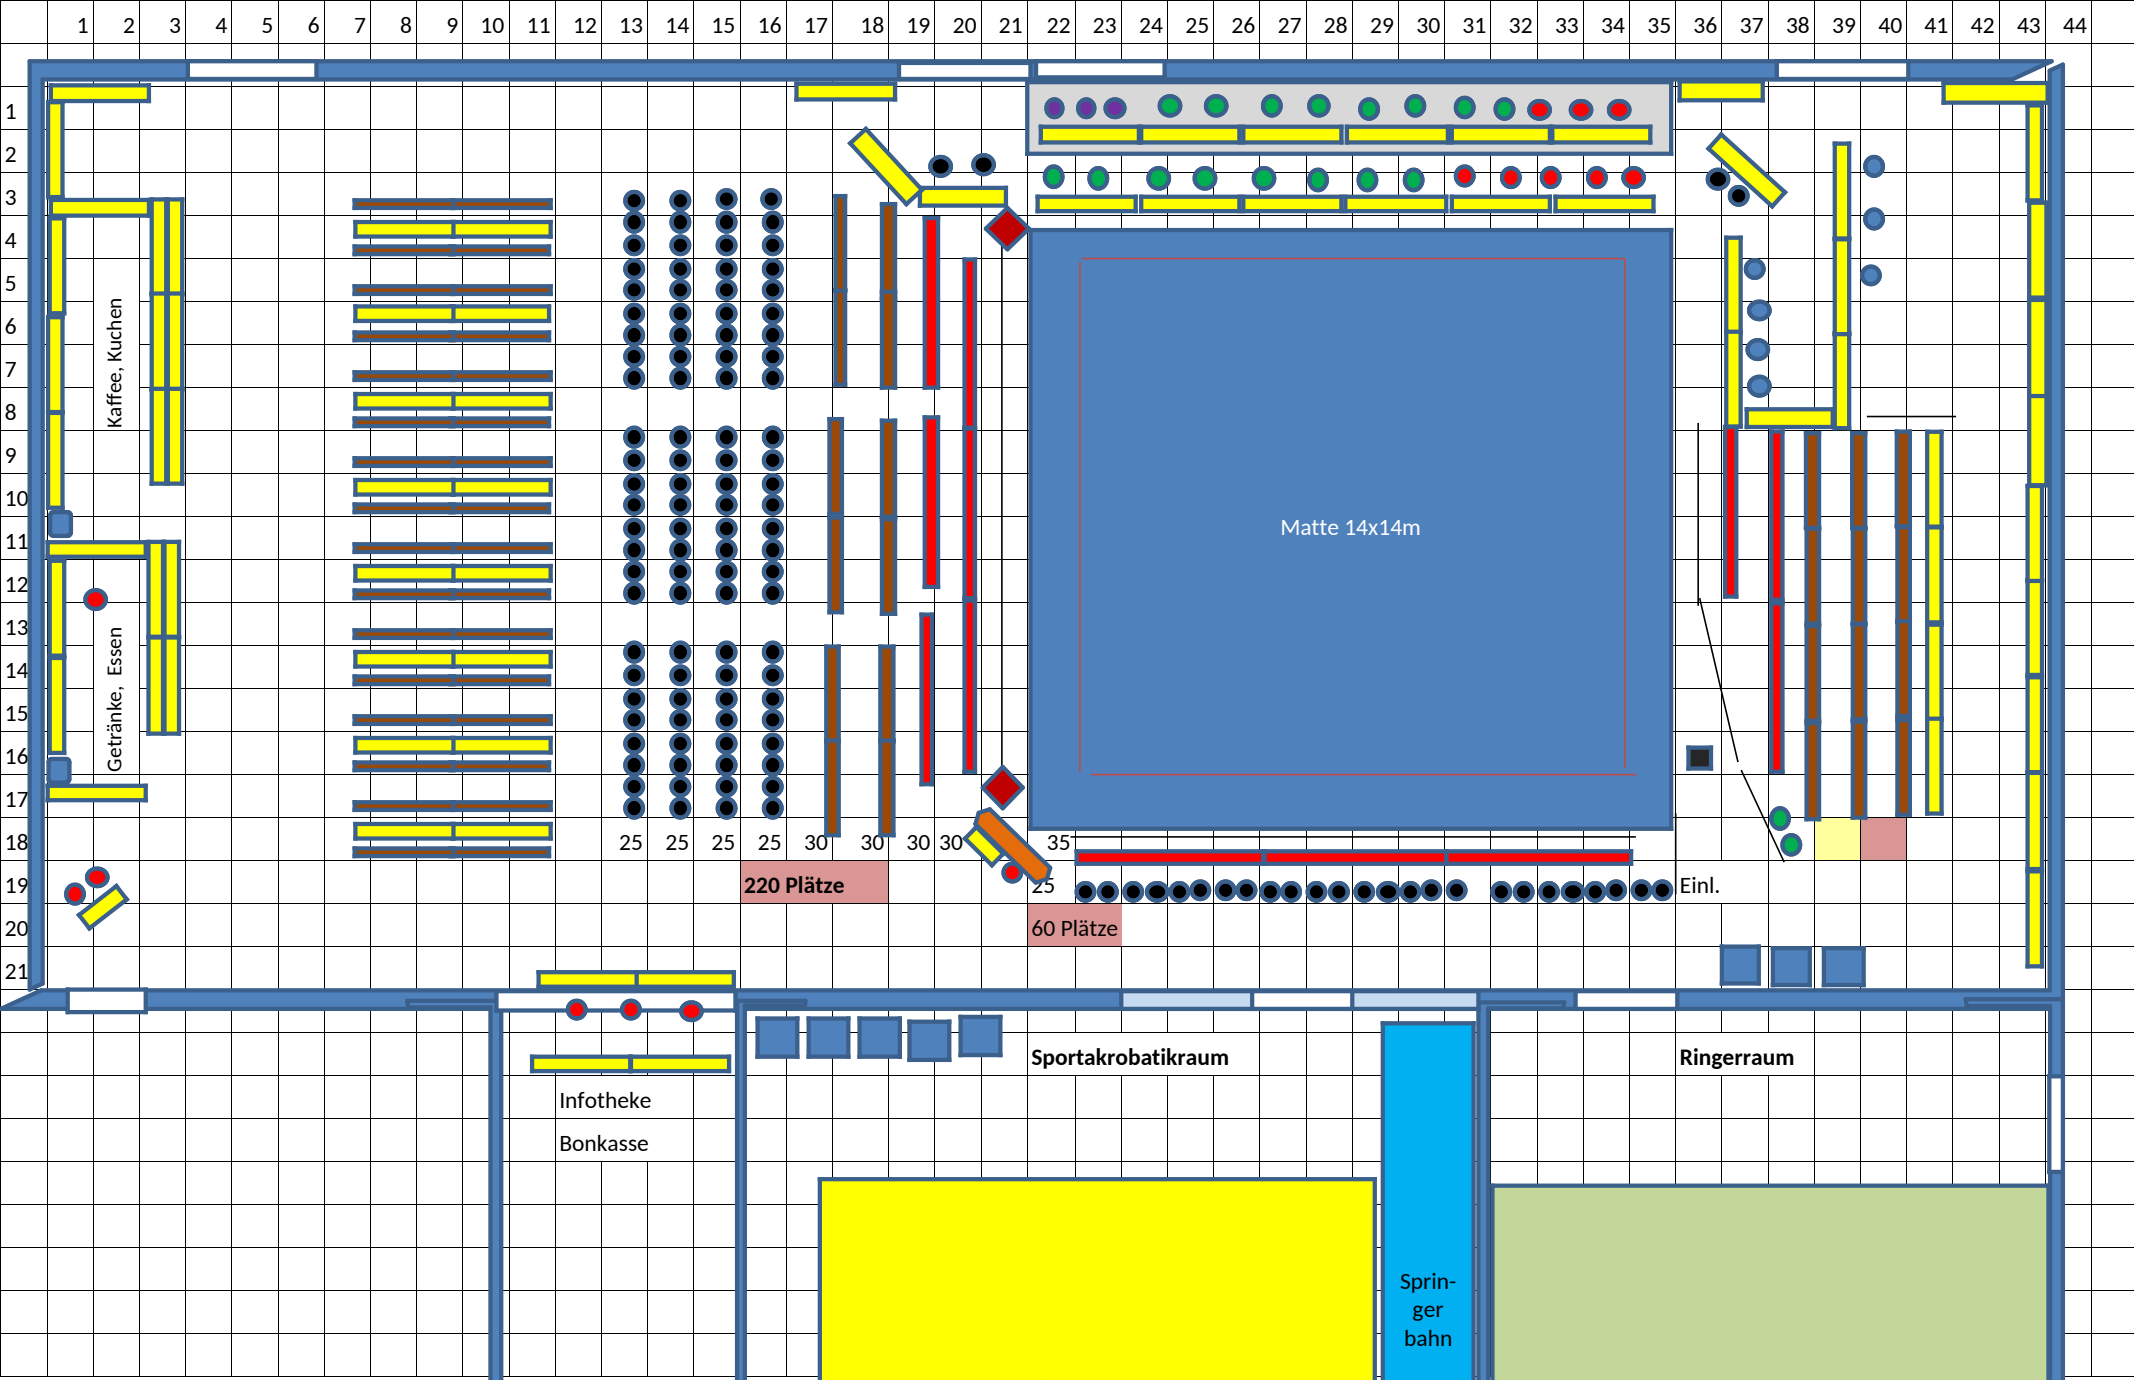 1 2 3 4 5 6 7 8 9 10 11 12 13 14 15 16 17 18 19 20 21 22 23 24 25 26 27 28 29 30 31 32 33 34 35 36 37 38 39 40 41 42 43 44
1
2
3
4
5
6
7
8
9
10
11
12
13
14
15
16
17
18
19
20
21
Kaffee, Kuchen
Getränke, Essen
Matte 14x14m
25 25 25 25 30 30 30 30 35
220 Plätze
25
Einl.
60 Plätze
Sportakrobatikraum
Ringerraum
Infotheke
Bonkasse
Sprin-
ger
bahn